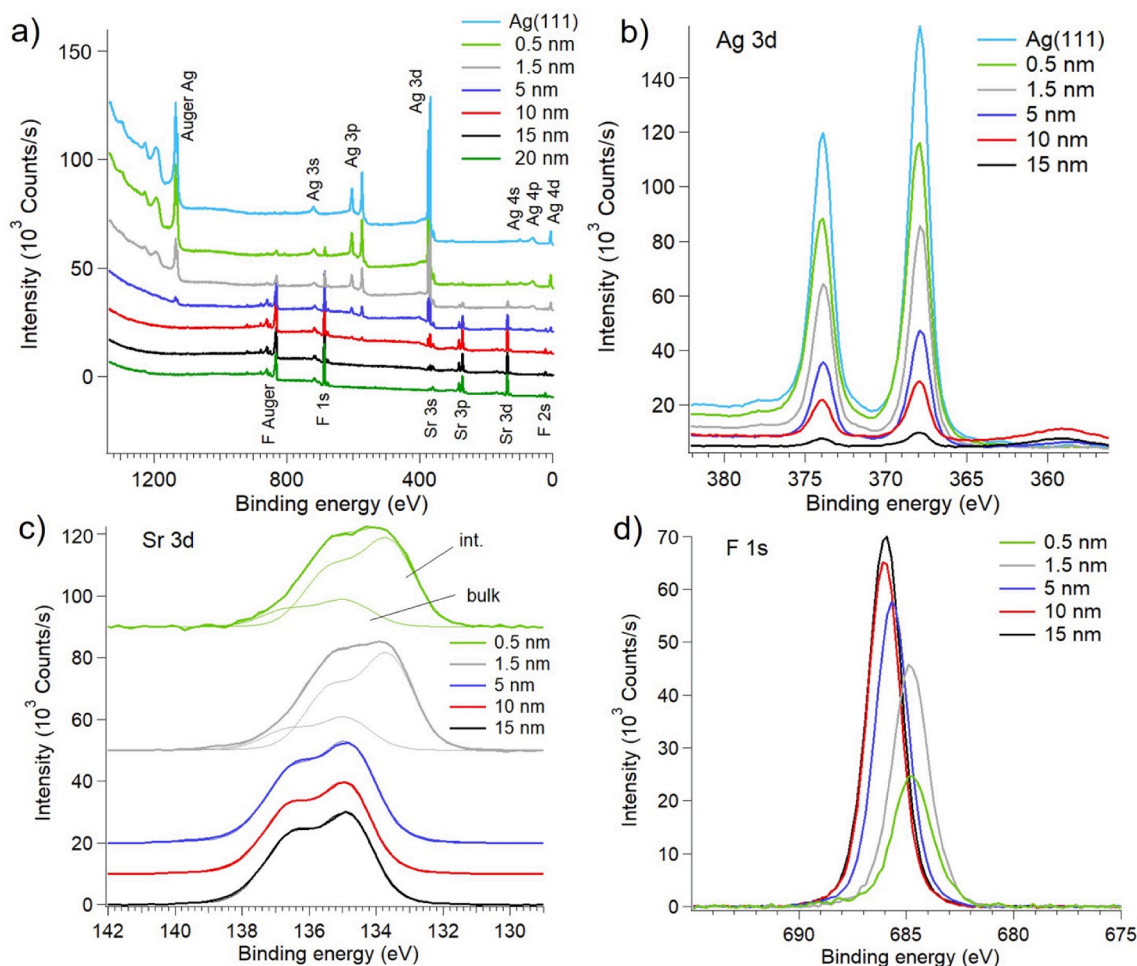 a)
150
100
50
0
Intensity (10³ Counts/s)
Auger Ag
Ag 3s
Ag 3p
Ag 3d
Ag 4s
Ag 4p
Ag 4d
Ag(111)
0.5 nm
1.5 nm
5 nm
10 nm
15 nm
20 nm
F Auger
F 1s
Sr 3s
Sr 3p
Sr 3d
F 2s
1200
800
400
0
Binding energy (eV)
b)
Ag 3d
Ag(111)
0.5 nm
1.5 nm
5 nm
10 nm
15 nm
140
120
100
80
60
40
20
Intensity (10³ Counts/s)
380
375
370
365
360
Binding energy (eV)
c)
Sr 3d
int.
bulk
0.5 nm
1.5 nm
5 nm
10 nm
15 nm
120
100
80
60
40
20
0
Intensity (10³ Counts/s)
142
140
138
136
134
132
130
Binding energy (eV)
d)
F 1s
0.5 nm
1.5 nm
5 nm
10 nm
15 nm
70
60
50
40
30
20
10
0
Intensity (10³ Counts/s)
690
685
680
675
Binding energy (eV)